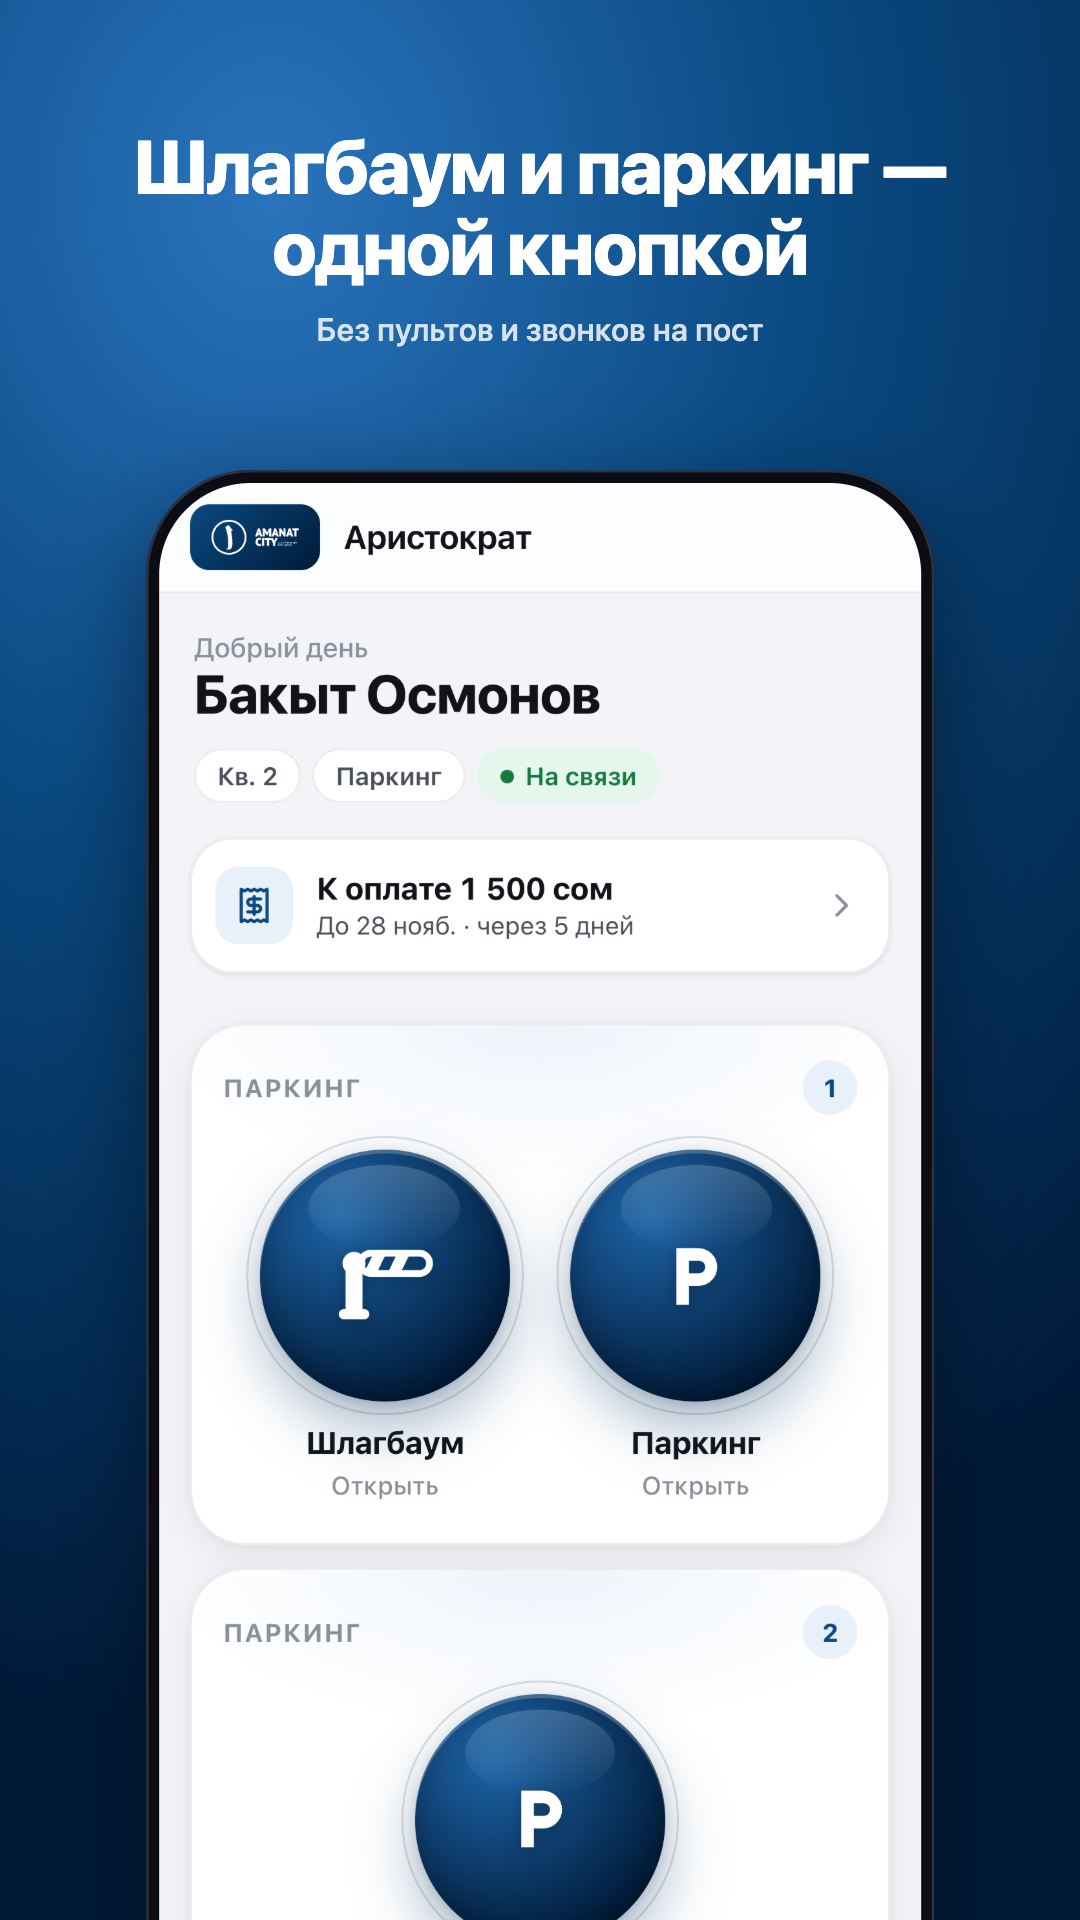 Шлагбаум и паркинг —
одной кнопкой
Без пультов и звонков на пост
AMANAT
CITY
Аристократ
Добрый день
Бакыт Осмонов
Кв. 2
Паркинг
На связи
К оплате 1 500 сом
До 28 нояб. · через 5 дней
ПАРКИНГ
1
P
Шлагбаум
Паркинг
Открыть
Открыть
ПАРКИНГ
2
P